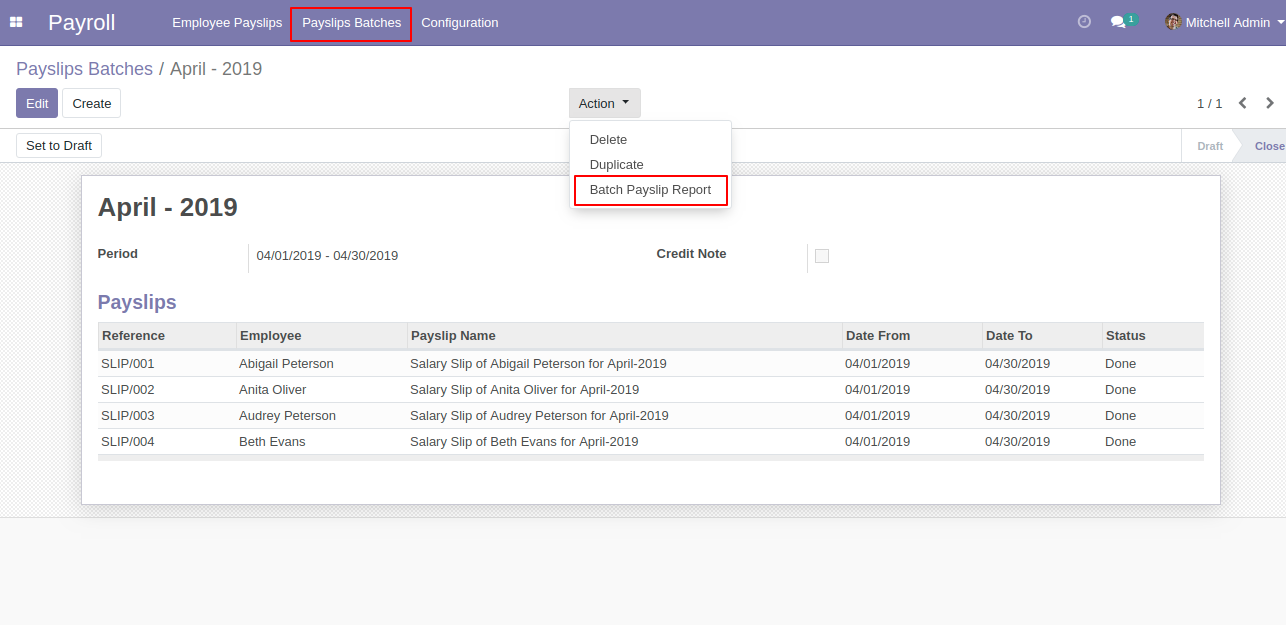 Payroll Employee Payslips Payslips Batches Configuration 1 Mitchell Admin
Payslips Batches / April - 2019
Edit Create Action 1 / 1
Delete
Duplicate
Batch Payslip Report
Set to Draft Draft Close
April - 2019
Period 04/01/2019 - 04/30/2019 Credit Note
Payslips
Reference Employee Payslip Name Date From Date To Status
SLIP/001 Abigail Peterson Salary Slip of Abigail Peterson for April-2019 04/01/2019 04/30/2019 Done
SLIP/002 Anita Oliver Salary Slip of Anita Oliver for April-2019 04/01/2019 04/30/2019 Done
SLIP/003 Audrey Peterson Salary Slip of Audrey Peterson for April-2019 04/01/2019 04/30/2019 Done
SLIP/004 Beth Evans Salary Slip of Beth Evans for April-2019 04/01/2019 04/30/2019 Done